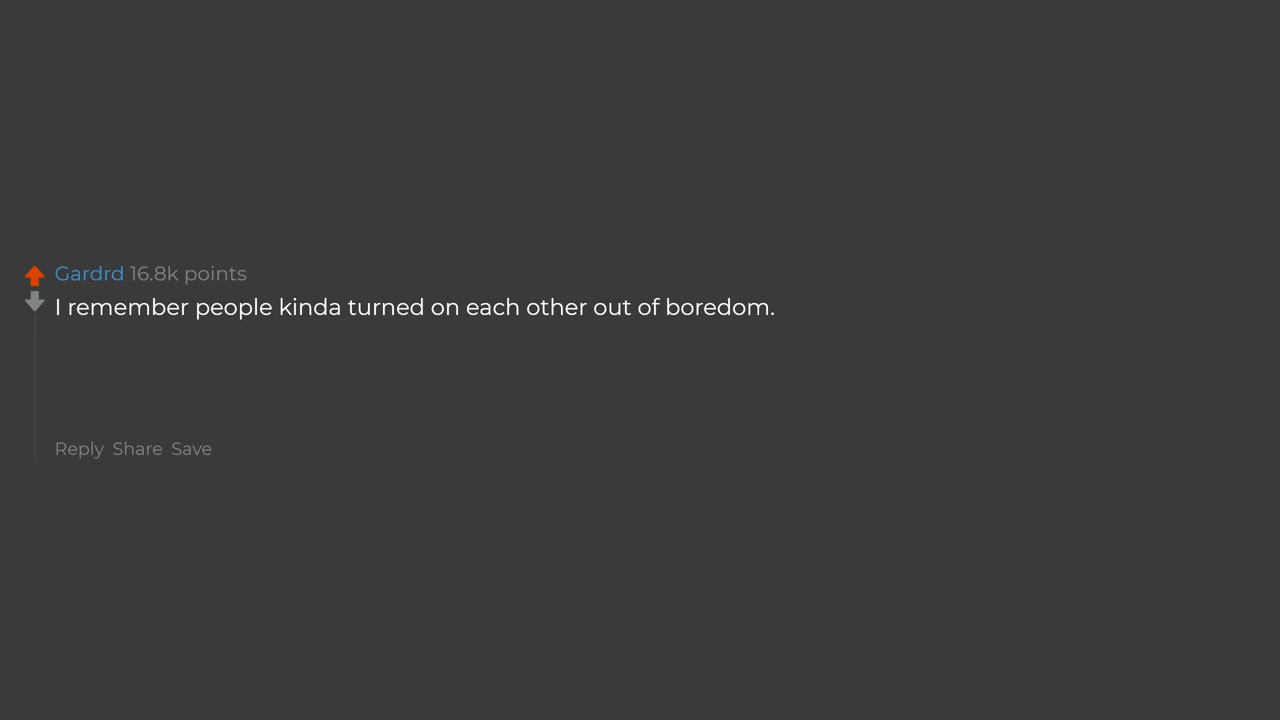 Gardrd 16.8k points
I remember people kinda turned on each other out of boredom.
Reply Share Save